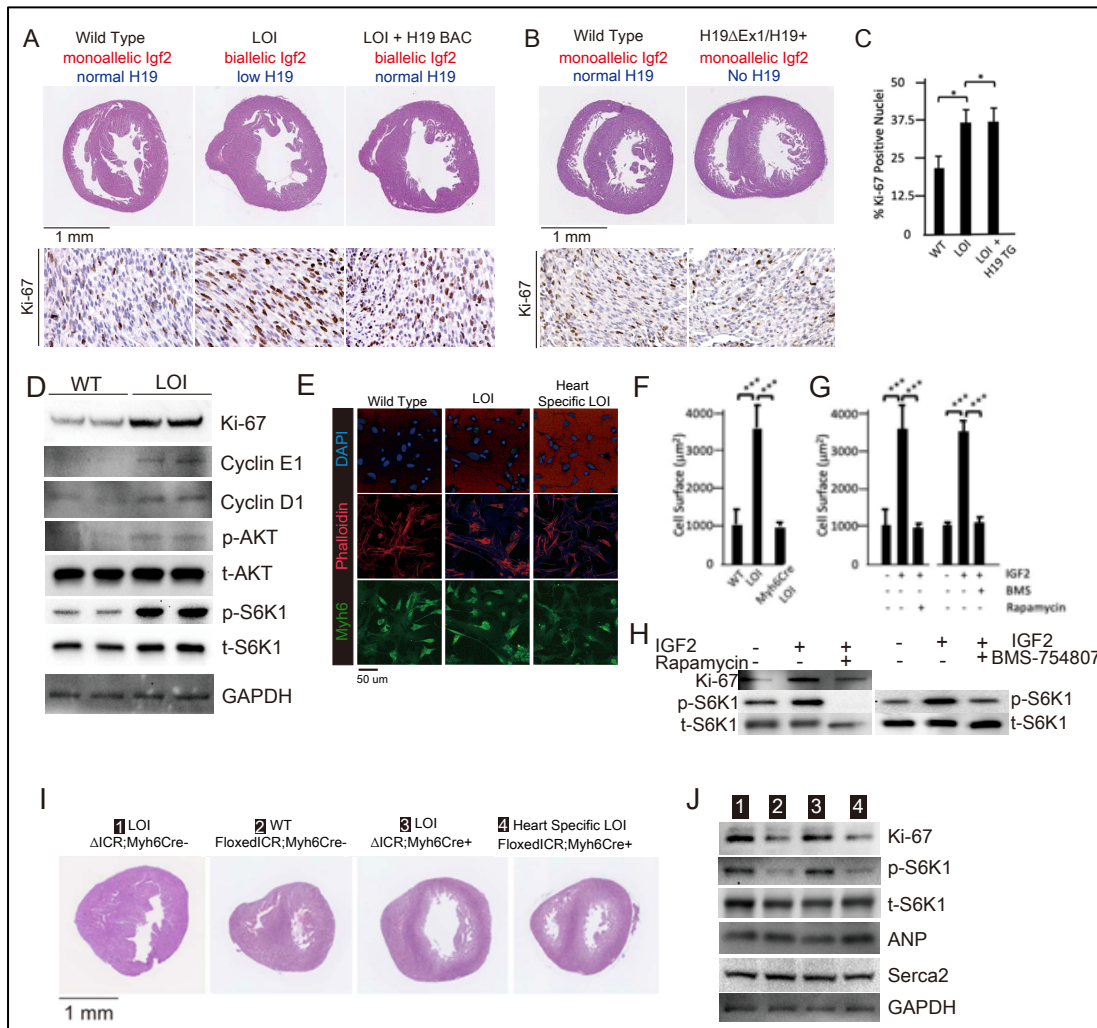 A
Wild Type
monoallelic Igf2
normal H19
LOI
biallelic Igf2
low H19
LOI + H19 BAC
biallelic Igf2
normal H19
1 mm
Ki-67
B
Wild Type
monoallelic Igf2
normal H19
H19ΔEx1/H19+
monoallelic Igf2
No H19
1 mm
Ki-67
C
% Ki-67 Positive Nuclei
50
37.5
25
12.5
0
* *
WT
LOI
LOI +
H19 TG
D
WT LOI
Ki-67
Cyclin E1
Cyclin D1
p-AKT
t-AKT
p-S6K1
t-S6K1
GAPDH
E
Wild Type
LOI
Heart
Specific LOI
DAPI
Phalloidin
Myh6
50 um
F
Cell Surface (μm²)
4000
3000
2000
1000
0
*** ***
WT
LOI
Myh6Cre
LOI
G
Cell Surface (μm²)
4000
3000
2000
1000
0
*** *** *** ***
- + + - + + IGF2
- + BMS
- + Rapamycin
H
IGF2 - + +
Rapamycin - - +
Ki-67
p-S6K1
t-S6K1
- + + IGF2
- - + BMS-754807
p-S6K1
t-S6K1
I
1 LOI
ΔICR;Myh6Cre-
2 WT
FloxedICR;Myh6Cre-
3 LOI
ΔICR;Myh6Cre+
4 Heart Specific LOI
FloxedICR;Myh6Cre+
1 mm
J
1 2 3 4
Ki-67
p-S6K1
t-S6K1
ANP
Serca2
GAPDH